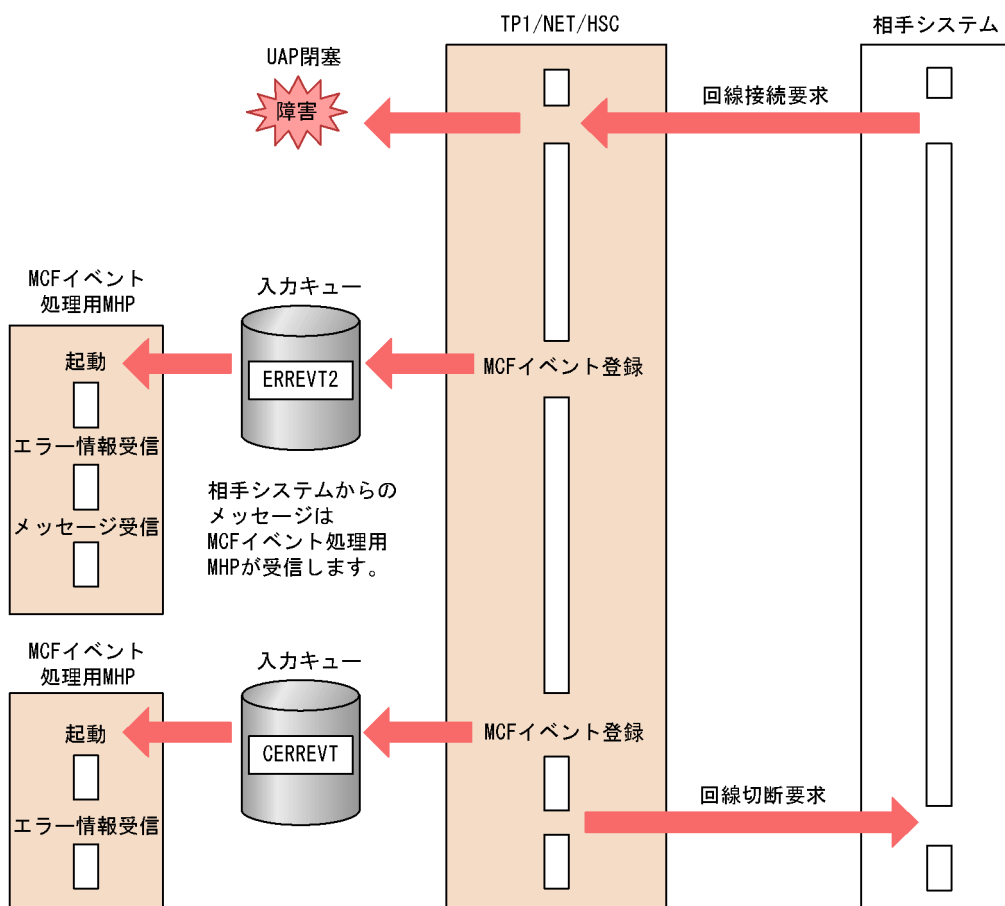 TP1/NET/HSC
相手システム
UAP閉塞
障害
回線接続要求
MCFイベント
処理用MHP
入力キュー
起動
ERREVT2
MCFイベント登録
エラー情報受信
メッセージ受信
相手システムからの
メッセージは
MCFイベント処理用
MHPが受信します。
MCFイベント
処理用MHP
入力キュー
起動
CERREVT
MCFイベント登録
エラー情報受信
回線切断要求